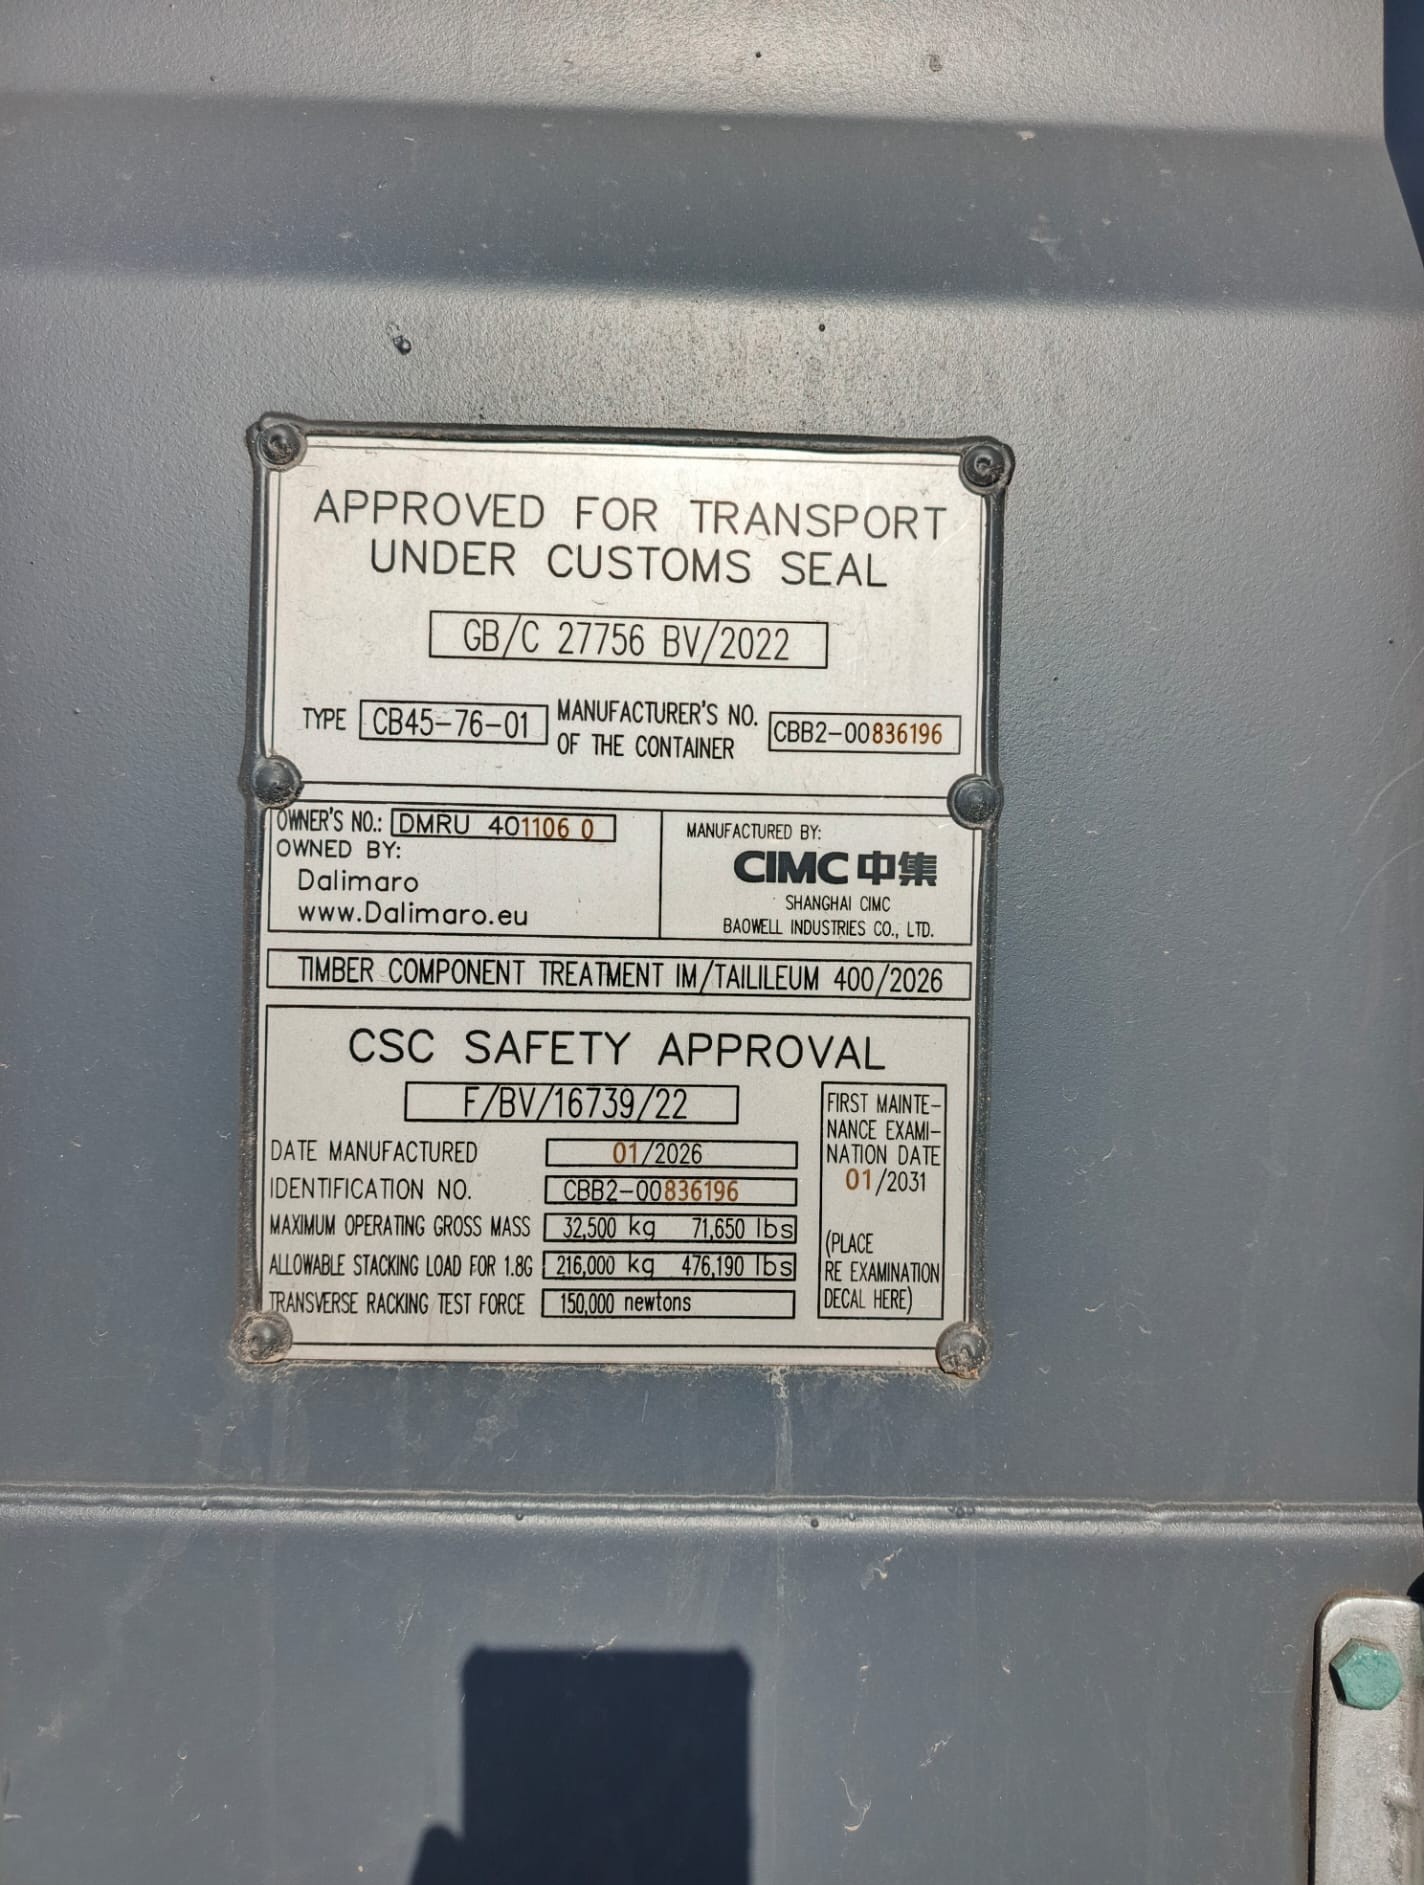 APPROVED FOR TRANSPORT
UNDER CUSTOMS SEAL
GB/C 27756 BV/2022
TYPE CB45-76-01
MANUFACTURER'S NO.
OF THE CONTAINER
CBB2-00836196
OWNER'S NO.: DMRU 401106 0
OWNED BY:
Dalimaro
www.Dalimaro.eu
MANUFACTURED BY:
CIMC中集
SHANGHAI CIMC
BAOWELL INDUSTRIES CO., LTD.
TIMBER COMPONENT TREATMENT IM/TAILILEUM 400/2026
CSC SAFETY APPROVAL
F/BV/16739/22
DATE MANUFACTURED 01/2026
IDENTIFICATION NO. CBB2-00836196
MAXIMUM OPERATING GROSS MASS 32,500 kg 71,650 lbs
ALLOWABLE STACKING LOAD FOR 1.8G 216,000 kg 476,190 lbs
TRANSVERSE RACKING TEST FORCE 150,000 newtons
FIRST MAINTE-
NANCE EXAMI-
NATION DATE
01/2031
(PLACE
RE EXAMINATION
DECAL HERE)